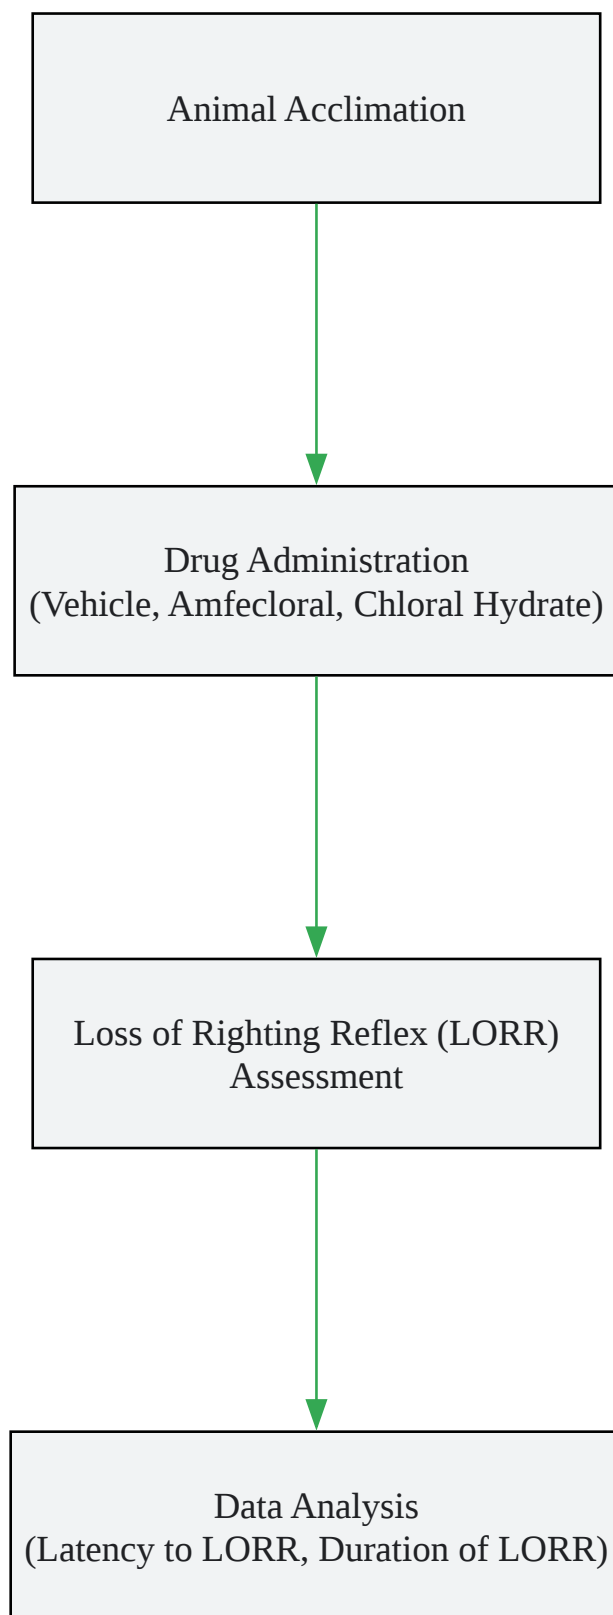 Animal Acclimation
Drug Administration
(Vehicle, Amfecloral, Chloral Hydrate)
Loss of Righting Reflex (LORR)
Assessment
Data Analysis
(Latency to LORR, Duration of LORR)